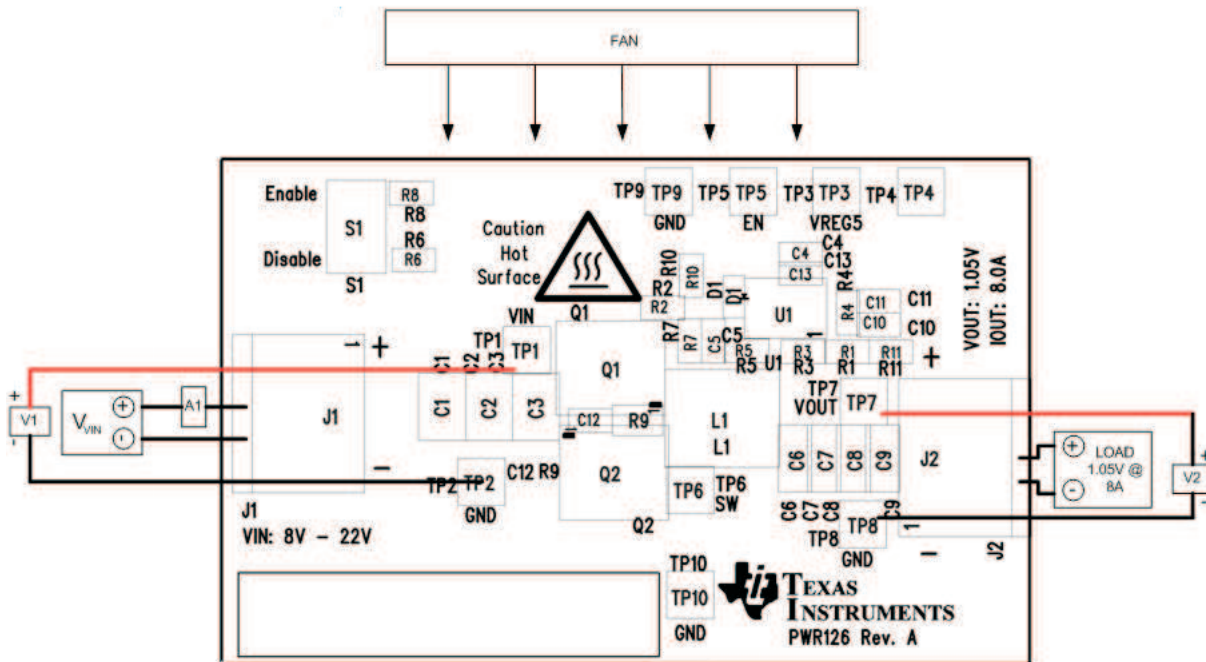 FAN
Enable
S1
R8
R8
R6
R6
Disable
S1
Caution
Hot
Surface
TP9 TP9
GND
TP5 TP5
EN
TP3 TP3
VREG5
TP4 TP4
C4
C4
C13
C13
R10
R10
R2
R2
D1
D1
U1
1
U1
R4
R4
C11
C11
C10
C10
VOUT: 1.05V
IOUT: 8.0A
R7
R7
C5
C5
R5
R5
R3
R3
R1
R1
R11
R11
+
VIN
TP1
TP1
Q1
Q1
C1
C2
C3
C1
C2
C3
1
+
J1
-
J1
VIN: 8V - 22V
+
V1
-
VVIN
+
-
A1
TP2 TP2
GND
C12
R9
1
C12 R9
1
Q2
Q2
L1
L1
TP6
TP6
SW
TP7
VOUT
TP7
C6
C7
C8
C9
C6
C7
C8
C9
TP8
TP8
GND
J2
1
-
J2
+
-
LOAD
1.05V @
8A
+
V2
-
TP10
TP10
GND
ti
TEXAS
INSTRUMENTS
PWR126 Rev. A